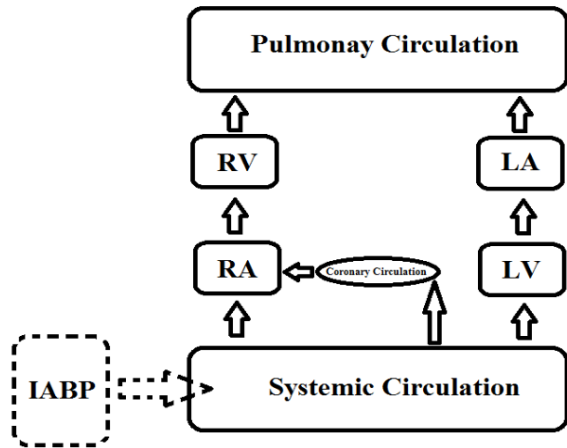 Pulmonay Circulation
RV
LA
RA
Coronary Circulation
LV
IABP
Systemic Circulation